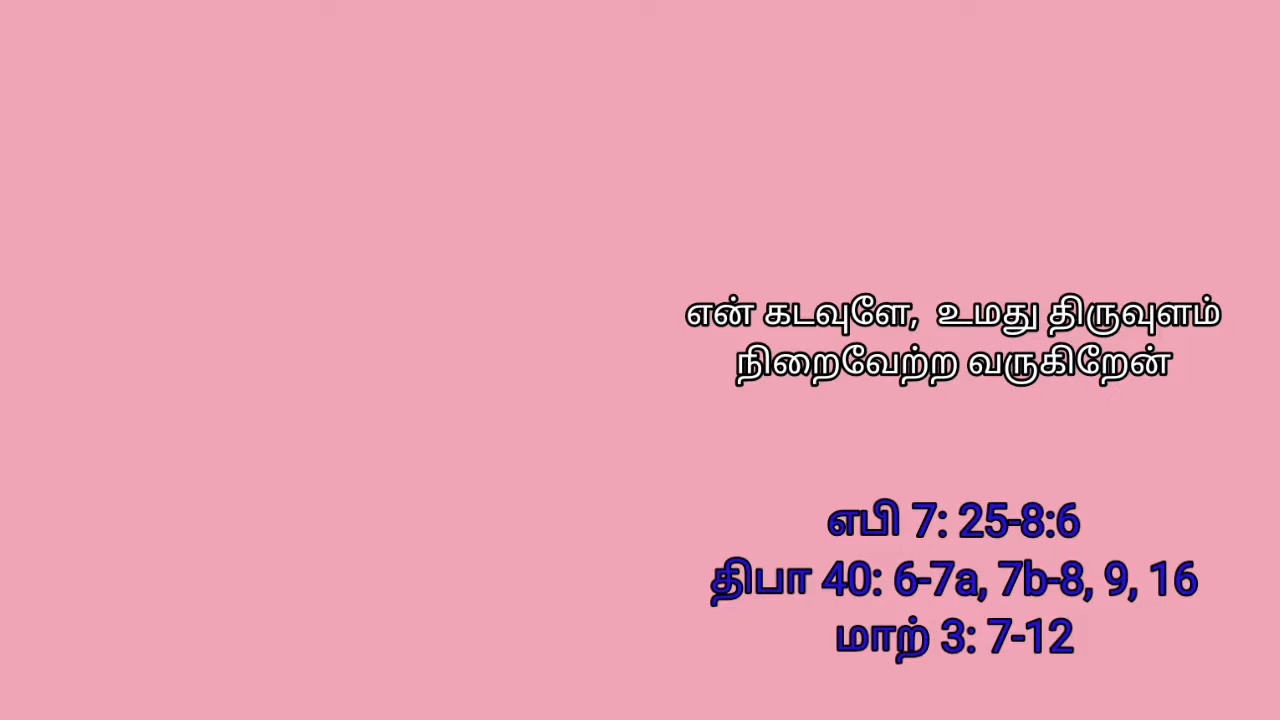 என் கடவுளே, உமது திருவுளம்
நிறைவேற்ற வருகிறேன்
எபி 7: 25-8:6
திபா 40: 6-7a, 7b-8, 9, 16
மாற் 3: 7-12